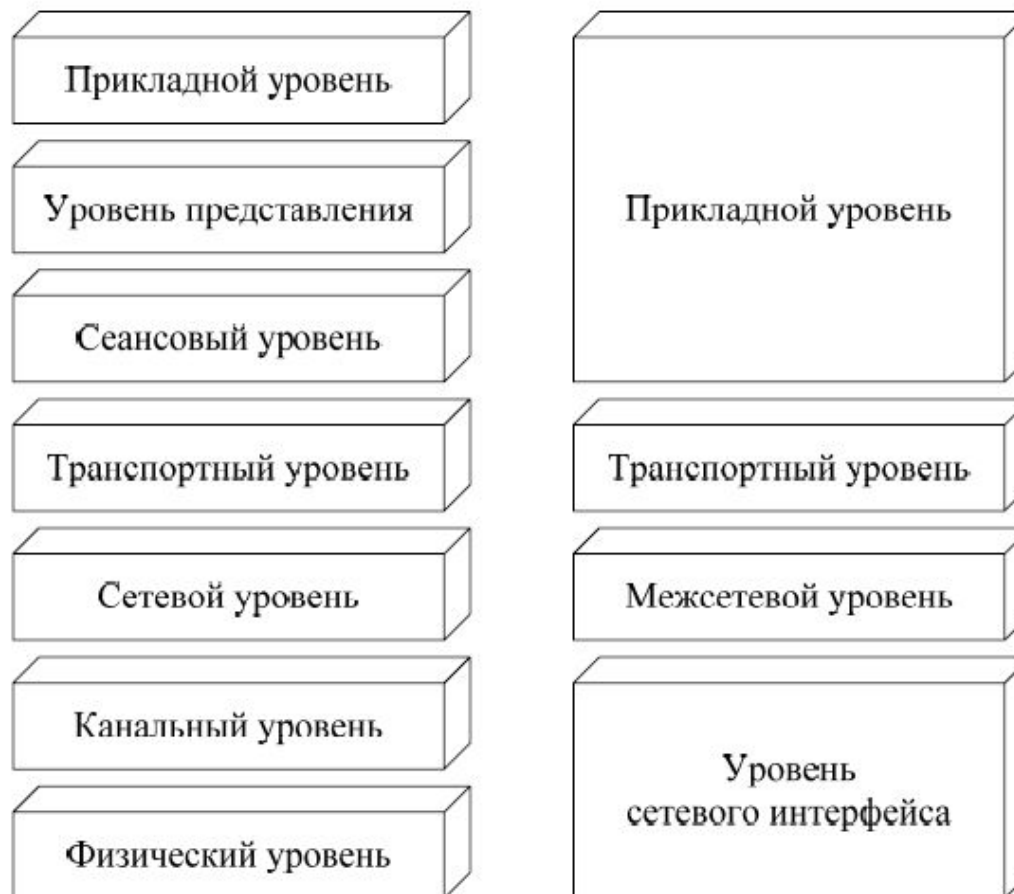 Прикладной уровень
Уровень представления
Сеансовый уровень
Транспортный уровень
Сетевой уровень
Канальный уровень
Физический уровень
Прикладной уровень
Транспортный уровень
Межсетевой уровень
Уровень
сетевого интерфейса